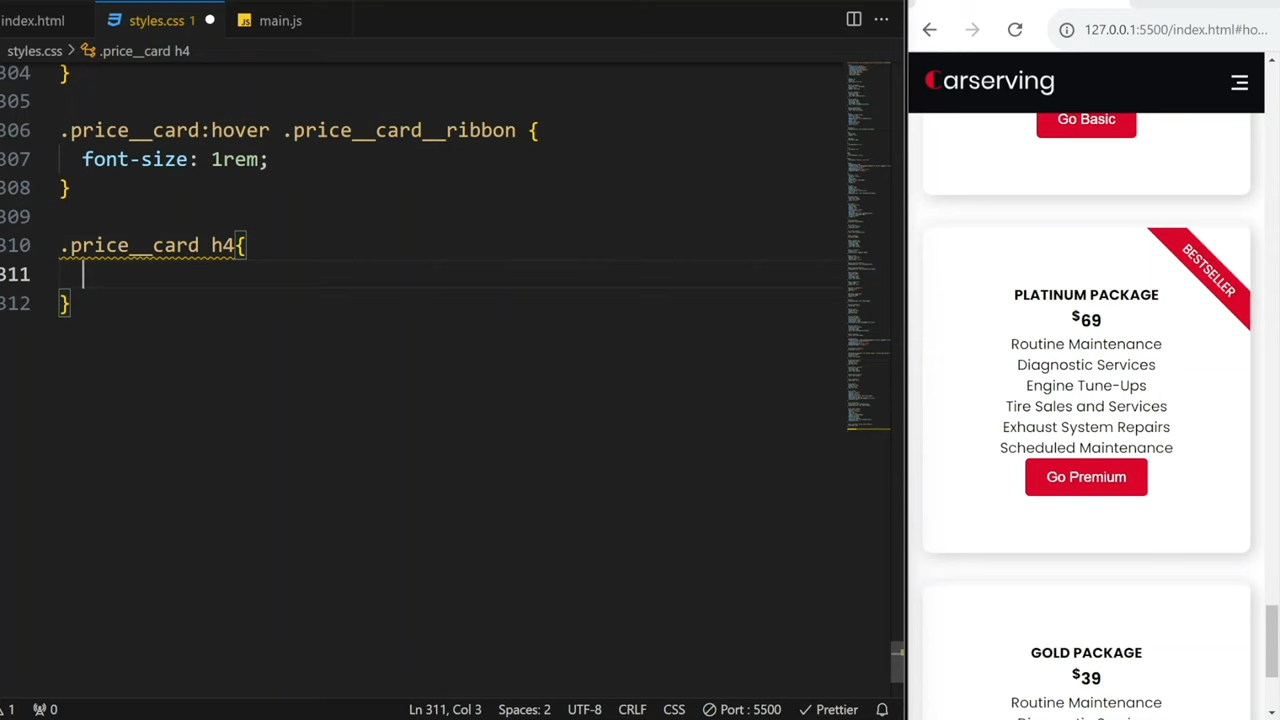 index.html
styles.css 1
JS main.js
127.0.0.1:5500/index.html#ho...
styles.css > .price__card h4
304 }
305
306 .price__card:hover .price__card__ribbon {
307 font-size: 1rem;
308 }
309
310 .price__card h4{
311
312 }
Carserving
Go Basic
BESTSELLER
PLATINUM PACKAGE
$69
Routine Maintenance
Diagnostic Services
Engine Tune-Ups
Tire Sales and Services
Exhaust System Repairs
Scheduled Maintenance
Go Premium
GOLD PACKAGE
$39
Routine Maintenance
1 0 Ln 311, Col 3 Spaces: 2 UTF-8 CRLF CSS Port : 5500 Prettier